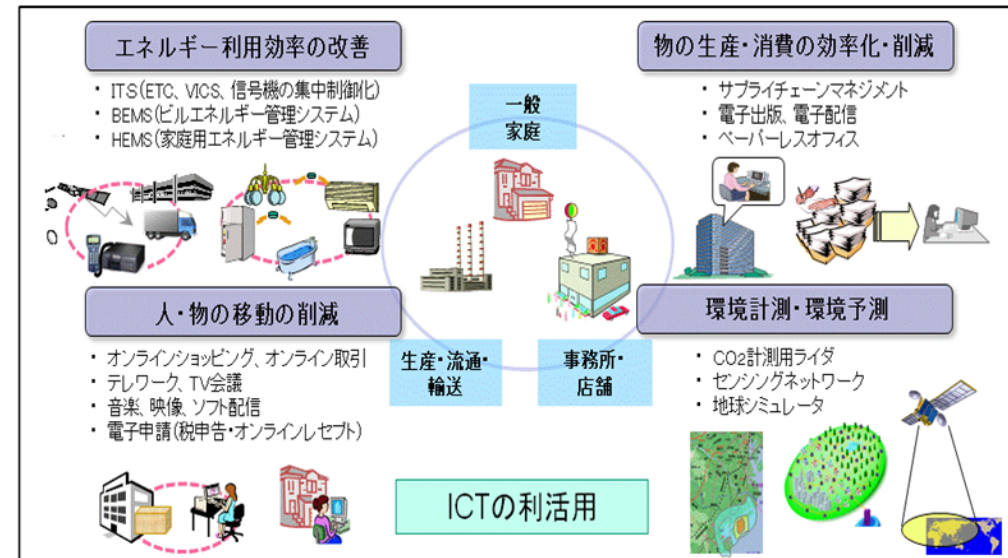 エネルギー利用効率の改善
・ ITS(ETC、VICS、信号機の集中制御化)
・ BEMS(ビルエネルギー管理システム)
・ HEMS(家庭用エネルギー管理システム)
物の生産・消費の効率化・削減
・ サプライチェーンマネジメント
・ 電子出版、電子配信
・ ペーパーレスオフィス
一般
家庭
生産・流通・
輸送
事務所・
店舗
人・物の移動の削減
・ オンラインショッピング、オンライン取引
・ テレワーク、TV会議
・ 音楽、映像、ソフト配信
・ 電子申請(税申告・オンラインレセプト)
環境計測・環境予測
・ CO2計測用ライダ
・ センシングネットワーク
・ 地球シミュレータ
ICTの利活用